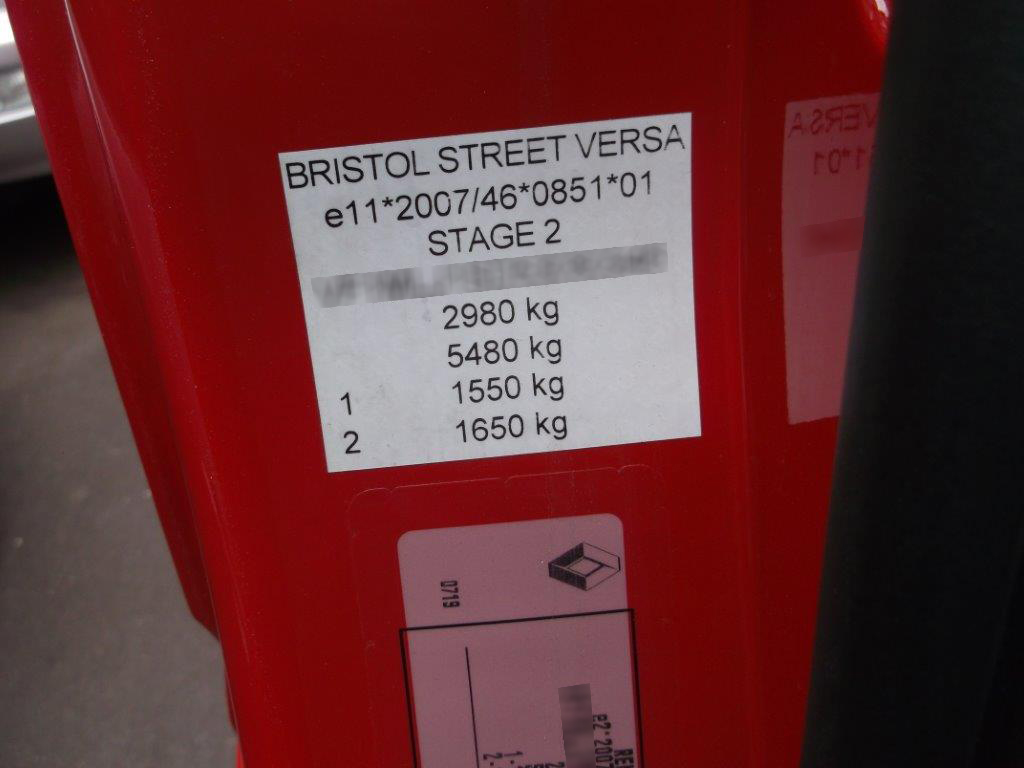 BRISTOL STREET VERSA
e11*2007/46*0851*01
STAGE 2
2980 kg
5480 kg
1 1550 kg
2 1650 kg
0719